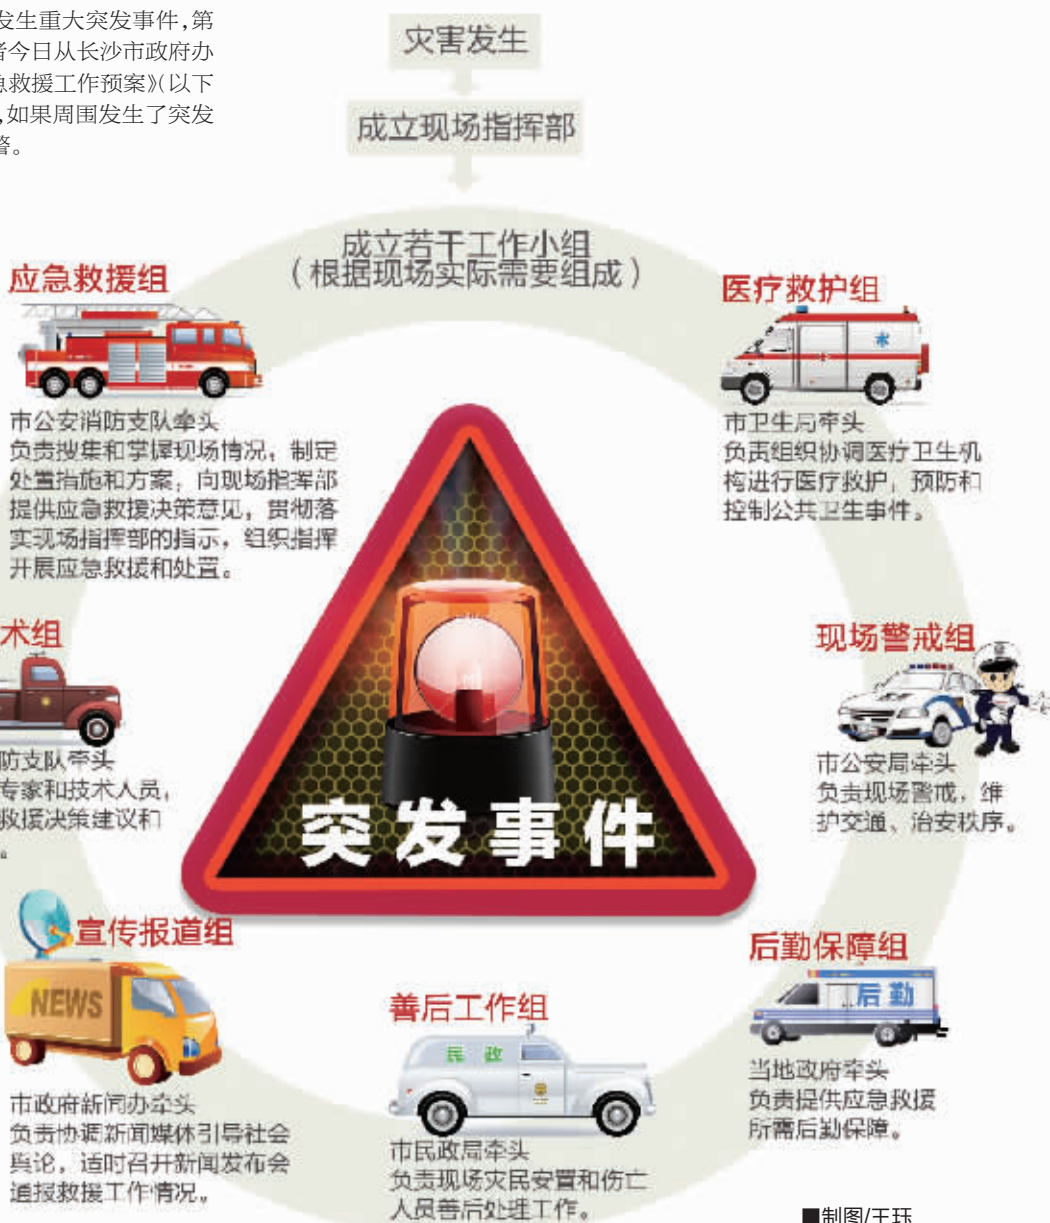 发生重大突发事件,第
者今日从长沙市政府办
急救援工作预案》(以下
,如果周围发生了突发
警。
灾害发生
成立现场指挥部
成立若干工作小组
(根据现场实际需要组成)
应急救援组
市公安消防支队牵头
负责搜集和掌握现场情况,制定
处置措施和方案,向现场指挥部
提供应急救援决策意见,贯彻落
实现场指挥部的指示,组织指挥
开展应急救援和处置。
医疗救护组
市卫生局牵头
负责组织协调医疗卫生机
构进行医疗救护,预防和
控制公共卫生事件。
术组
防支队牵头
专家和技术人员,
救援决策建议和
。
现场警戒组
市公安局牵头
负责现场警戒,维
护交通、治安秩序。
突发事件
宣传报道组
NEWS
市政府新闻办牵头
负责协调新闻媒体引导社会
舆论,适时召开新闻发布会
通报救援工作情况。
善后工作组
民政
市民政局牵头
负责现场灾民安置和伤亡
人员善后处理工作。
后勤保障组
后勤
当地政府牵头
负责提供应急救援
所需后勤保障。
■制图/王珏